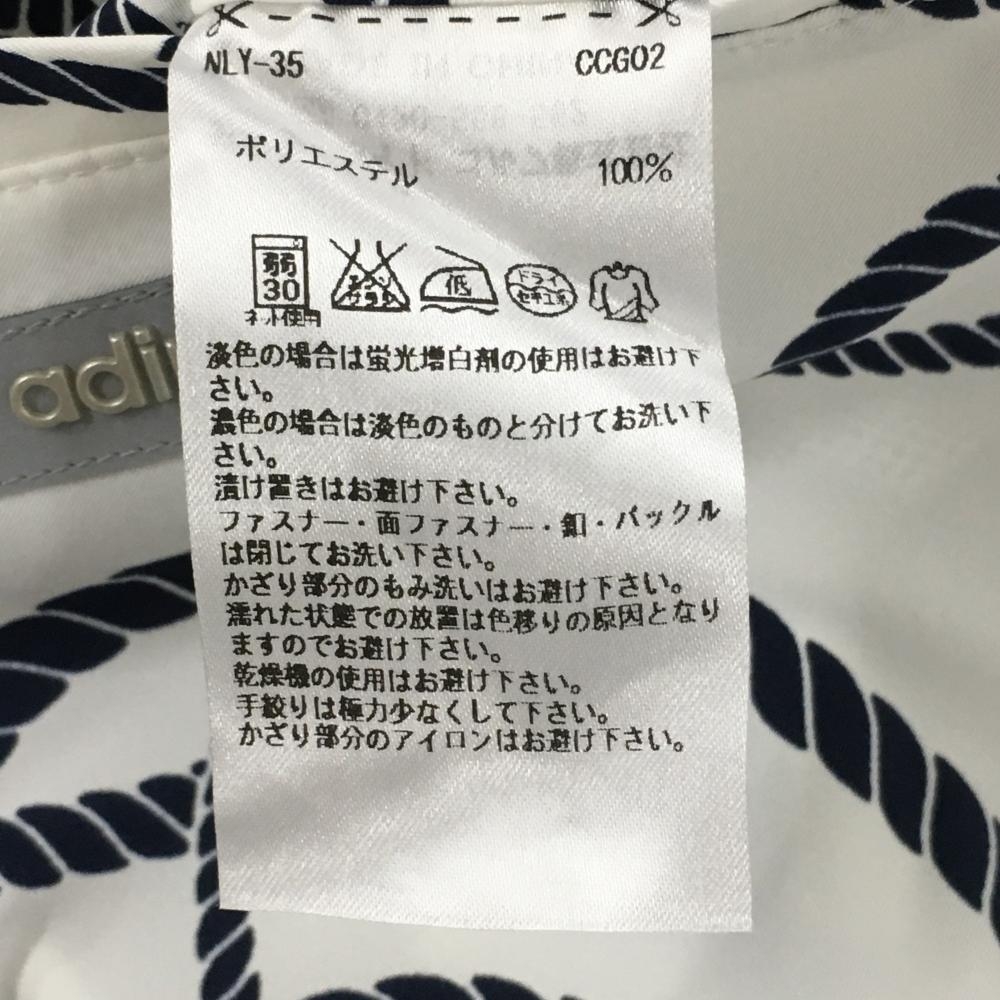 NLY-35 CCG02
ポリエステル 100%
弱 30 エンソ サラシ 低 ドライ セキユ系
ネット使用
adi
淡色の場合は蛍光増白剤の使用はお避け下
さい。
濃色の場合は淡色のものと分けてお洗い下
さい。
漬け置きはお避け下さい。
ファスナー・面ファスナー・釦・バックル
は閉じてお洗い下さい。
かざり部分のもみ洗いはお避け下さい。
濡れた状態での放置は色移りの原因となり
ますのでお避け下さい。
乾燥機の使用はお避け下さい。
手絞りは極力少なくして下さい。
かざり部分のアイロンはお避け下さい。